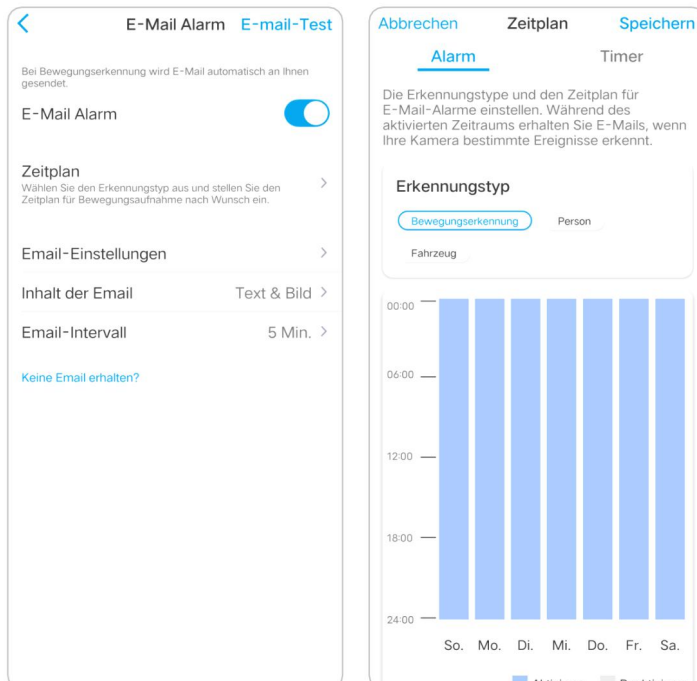 E-Mail Alarm E-mail-Test
Bei Bewegungserkennung wird E-Mail automatisch an Ihnen
gesendet.
E-Mail Alarm
Zeitplan
Wählen Sie den Erkennungstyp aus und stellen Sie den
Zeitplan für Bewegungsaufnahme nach Wunsch ein.
Email-Einstellungen
Inhalt der Email Text & Bild
Email-Intervall 5 Min.
Keine Email erhalten?
Abbrechen Zeitplan Speichern
Alarm Timer
Die Erkennungstype und den Zeitplan für
E-Mail-Alarme einstellen. Während des
aktivierten Zeitraums erhalten Sie E-Mails, wenn
Ihre Kamera bestimmte Ereignisse erkennt.
Erkennungstyp
Bewegungserkennung Person
Fahrzeug
00:00
06:00
12:00
18:00
24:00
So. Mo. Di. Mi. Do. Fr. Sa.